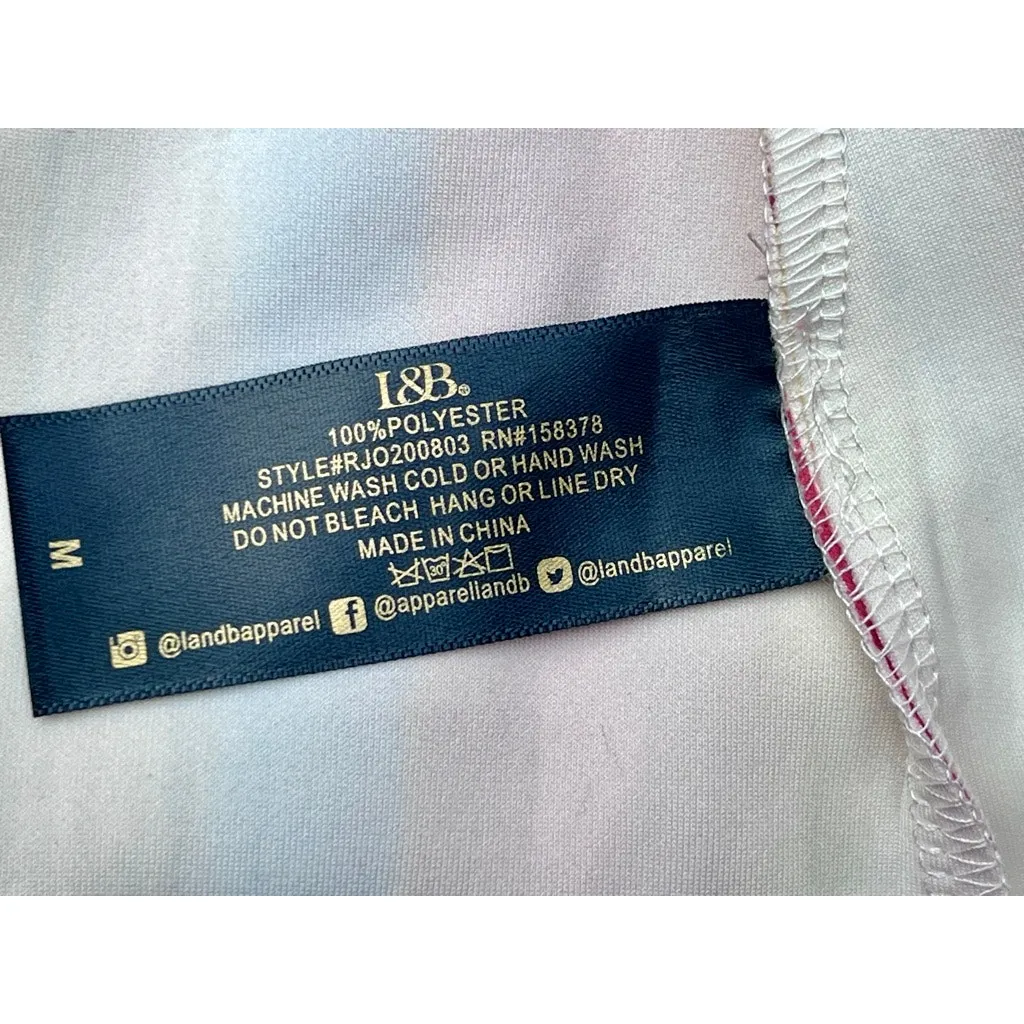 L&B®
100%POLYESTER
STYLE#RJO200803 RN#158378
MACHINE WASH COLD OR HAND WASH
DO NOT BLEACH HANG OR LINE DRY
MADE IN CHINA
30°
@landbapparel f @apparellandb @landbapparel
M